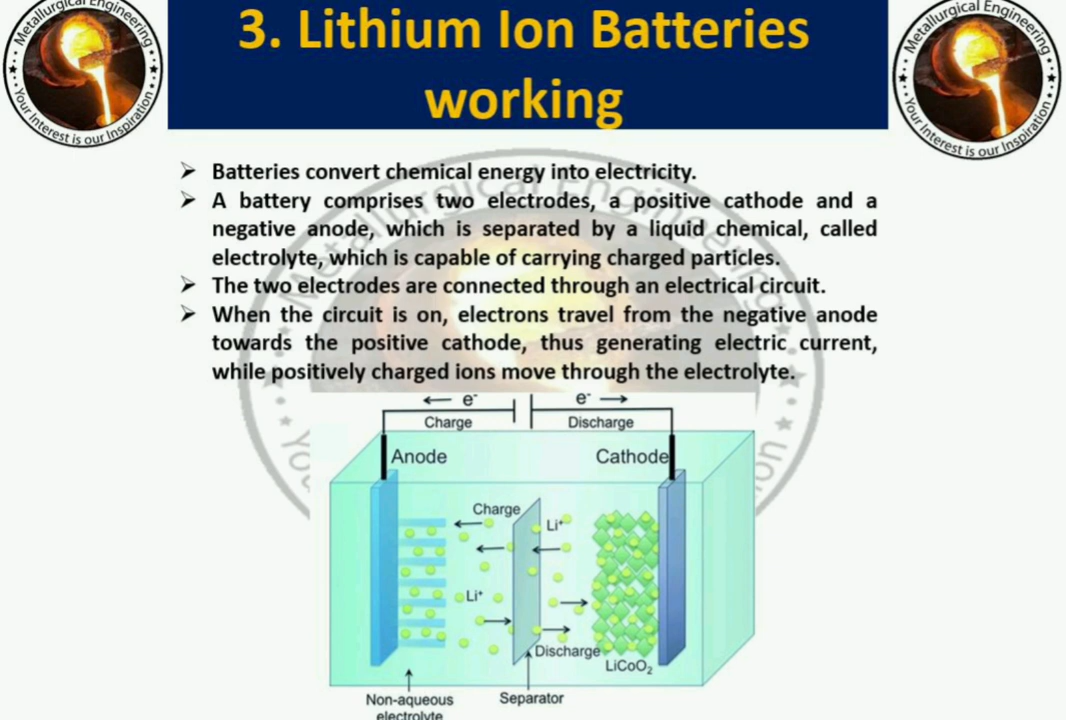 Metallurgical Engineering
Your Interest is our Inspiration
3. Lithium Ion Batteries
working
Metallurgical Engineering
Your Interest is our Inspiration
➢ Batteries convert chemical energy into electricity.
➢ A battery comprises two electrodes, a positive cathode and a
negative anode, which is separated by a liquid chemical, called
electrolyte, which is capable of carrying charged particles.
➢ The two electrodes are connected through an electrical circuit.
➢ When the circuit is on, electrons travel from the negative anode
towards the positive cathode, thus generating electric current,
while positively charged ions move through the electrolyte.
Metallurgical Engineering
← e⁻
e⁻ →
Charge
Discharge
Anode
Cathode
Charge
Li⁺
Li⁺
Discharge
LiCoO₂
Non-aqueous
electrolyte
Separator